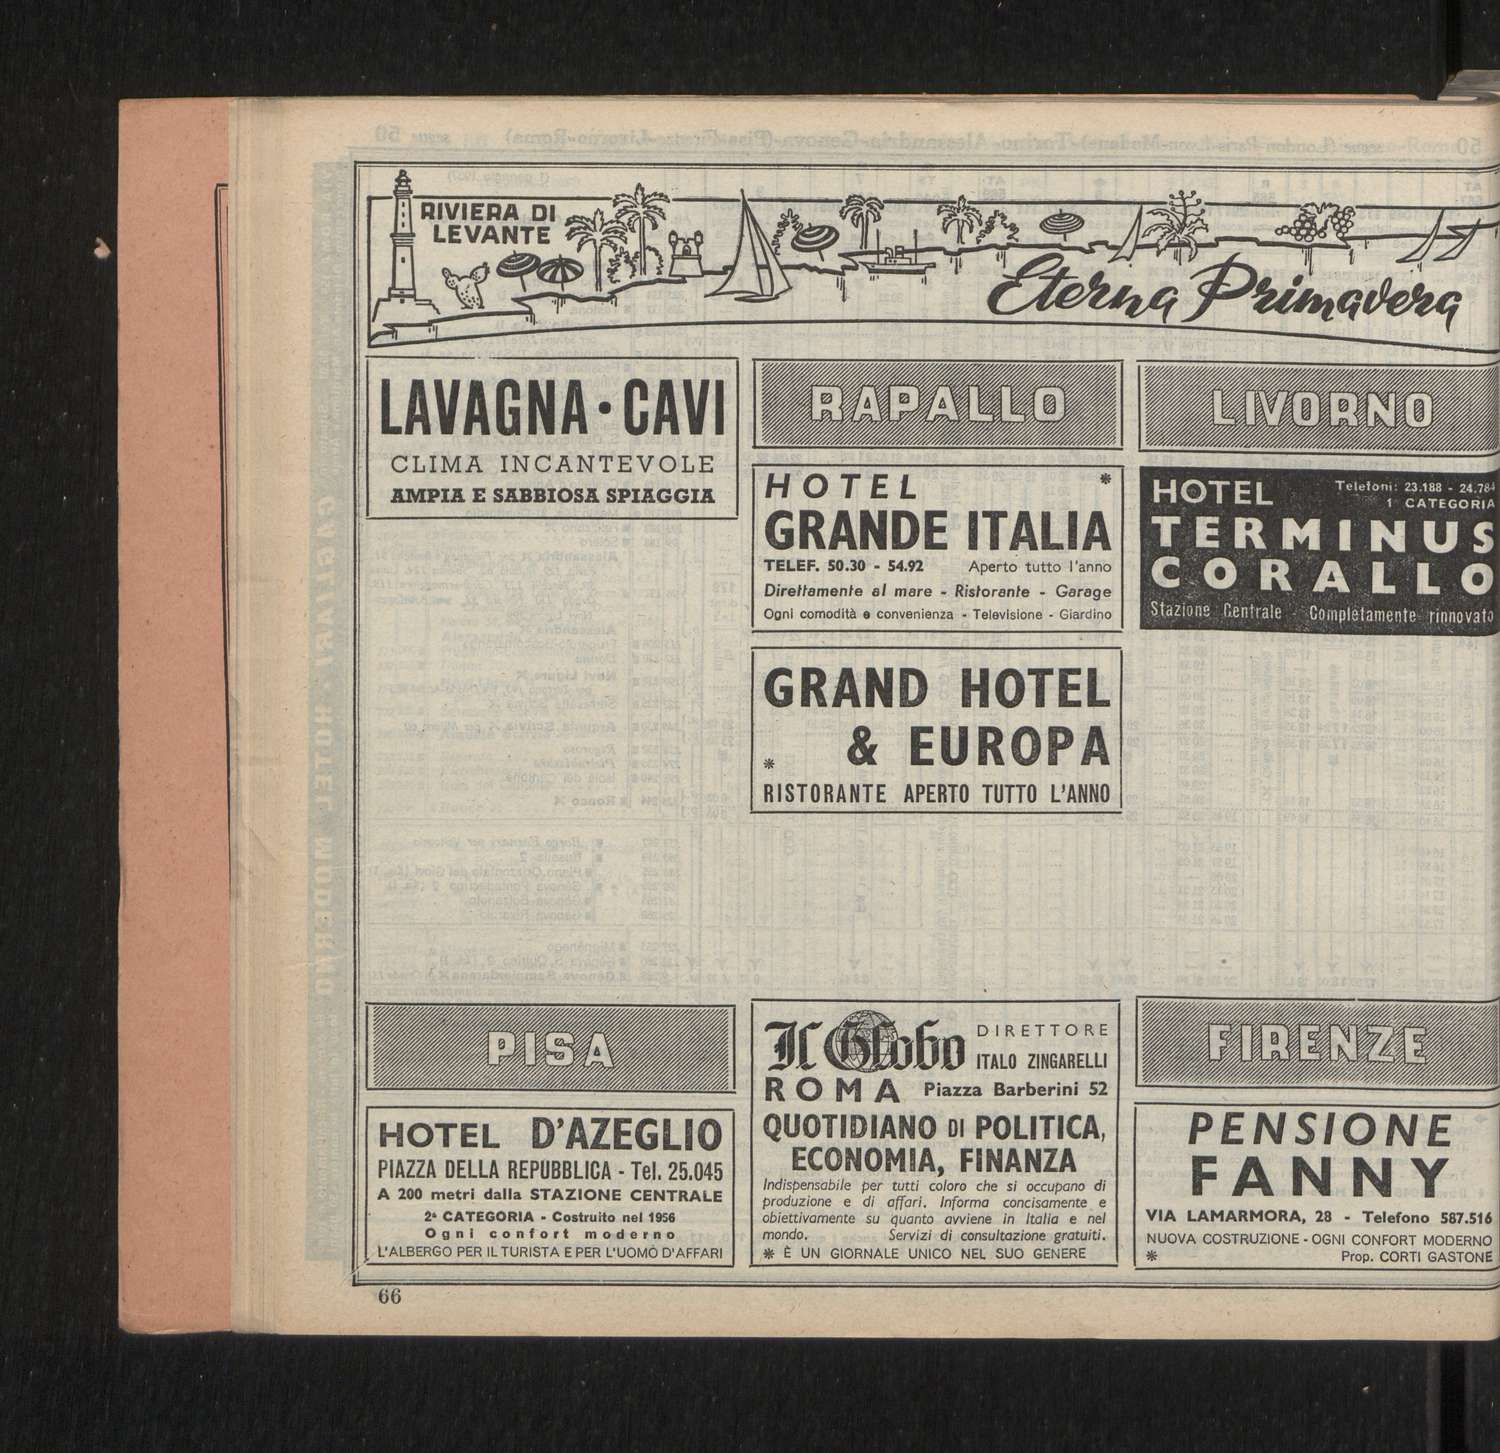 RIVIERA DI
LEVANTE
Eterna Primavera
LAVAGNA • CAVI
CLIMA INCANTEVOLE
AMPIA E SABBIOSA SPIAGGIA
RAPALLO
HOTEL *
GRANDE ITALIA
TELEF. 50.30 - 54.92 Aperto tutto l'anno
Direttamente al mare - Ristorante - Garage
Ogni comodità e convenienza - Televisione - Giardino
GRAND HOTEL
* & EUROPA
RISTORANTE APERTO TUTTO L'ANNO
LIVORNO
HOTEL Telefoni: 23.188 - 24.784
1ª CATEGORIA
TERMINUS
CORALLO
Stazione Centrale - Completamente rinnovato
PISA
HOTEL D'AZEGLIO
PIAZZA DELLA REPUBBLICA - Tel. 25.045
A 200 metri dalla STAZIONE CENTRALE
2ª CATEGORIA - Costruito nel 1956
Ogni confort moderno
L'ALBERGO PER IL TURISTA E PER L'UOMO D'AFFARI
Il Globo DIRETTORE
ITALO ZINGARELLI
ROMA Piazza Barberini 52
QUOTIDIANO DI POLITICA,
ECONOMIA, FINANZA
Indispensabile per tutti coloro che si occupano di
produzione e di affari. Informa concisamente e
obiettivamente su quanto avviene in Italia e nel
mondo. Servizi di consultazione gratuiti.
* È UN GIORNALE UNICO NEL SUO GENERE
FIRENZE
PENSIONE
FANNY
VIA LAMARMORA, 28 - Telefono 587.516
NUOVA COSTRUZIONE - OGNI CONFORT MODERNO
* Prop. CORTI GASTONE
66